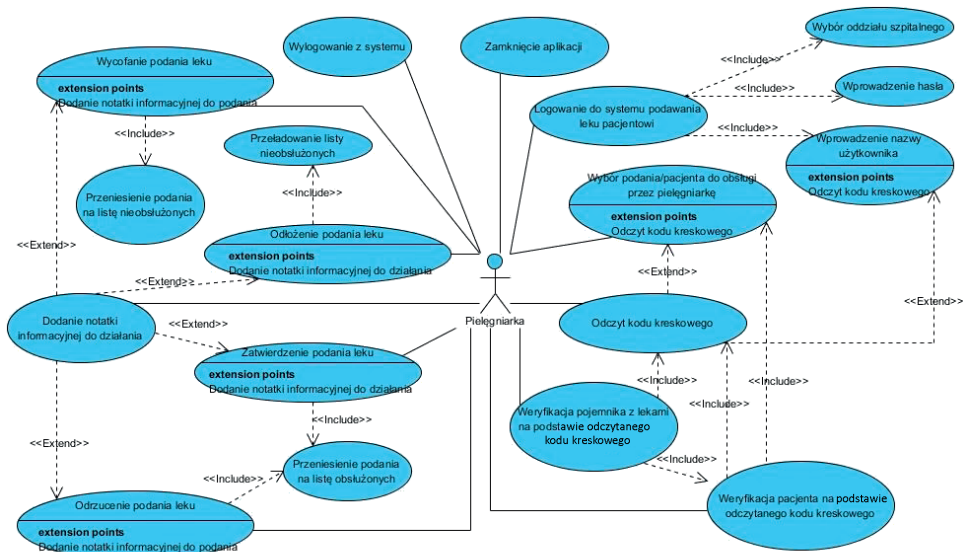 Wycofanie podania leku
extension points
Dodanie notatki informacyjnej do podania
<<Include>>
Przeniesienie podania
na listę nieobsłużonych
<<Extend>>
Wylogowanie z systemu
Zamknięcie aplikacji
Przeładowanie listy
nieobsłużonych
<<Include>>
Odłożenie podania leku
extension points
Dodanie notatki informacyjnej do działania
<<Extend>>
Dodanie notatki
informacyjnej do działania
<<Extend>>
Zatwierdzenie podania leku
extension points
Dodanie notatki informacyjnej do działania
<<Include>>
Przeniesienie podania
na listę obsłużonych
<<Extend>>
<<Include>>
Odrzucenie podania leku
extension points
Dodanie notatki informacyjnej do podania
Pielęgniarka
Logowanie do systemu podawania
leku pacjentowi
<<Include>>
Wybór oddziału szpitalnego
<<Include>>
Wprowadzenie hasła
<<Include>>
Wprowadzenie nazwy
użytkownika
extension points
Odczyt kodu kreskowego
Wybór podania/pacjenta do obsługi
przez pielęgniarkę
extension points
Odczyt kodu kreskowego
<<Extend>>
<<Extend>>
Odczyt kodu kreskowego
<<Include>>
<<Include>>
<<Include>>
Weryfikacja pojemnika z lekami
na podstawie odczytanego
kodu kreskowego
<<Include>>
Weryfikacja pacjenta na podstawie
odczytanego kodu kreskowego